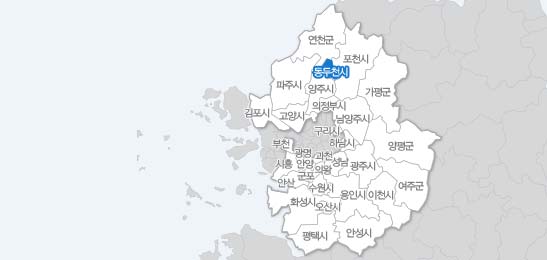 연천군
포천시
동두천시
파주시
양주시
가평군
김포시
고양시
의정부시
남양주시
구리시
부천
하남시
양평군
광명
과천
시흥
안양
의왕
성남
광주시
안산
군포
수원시
용인시
이천시
여주군
화성시
오산시
평택시
안성시